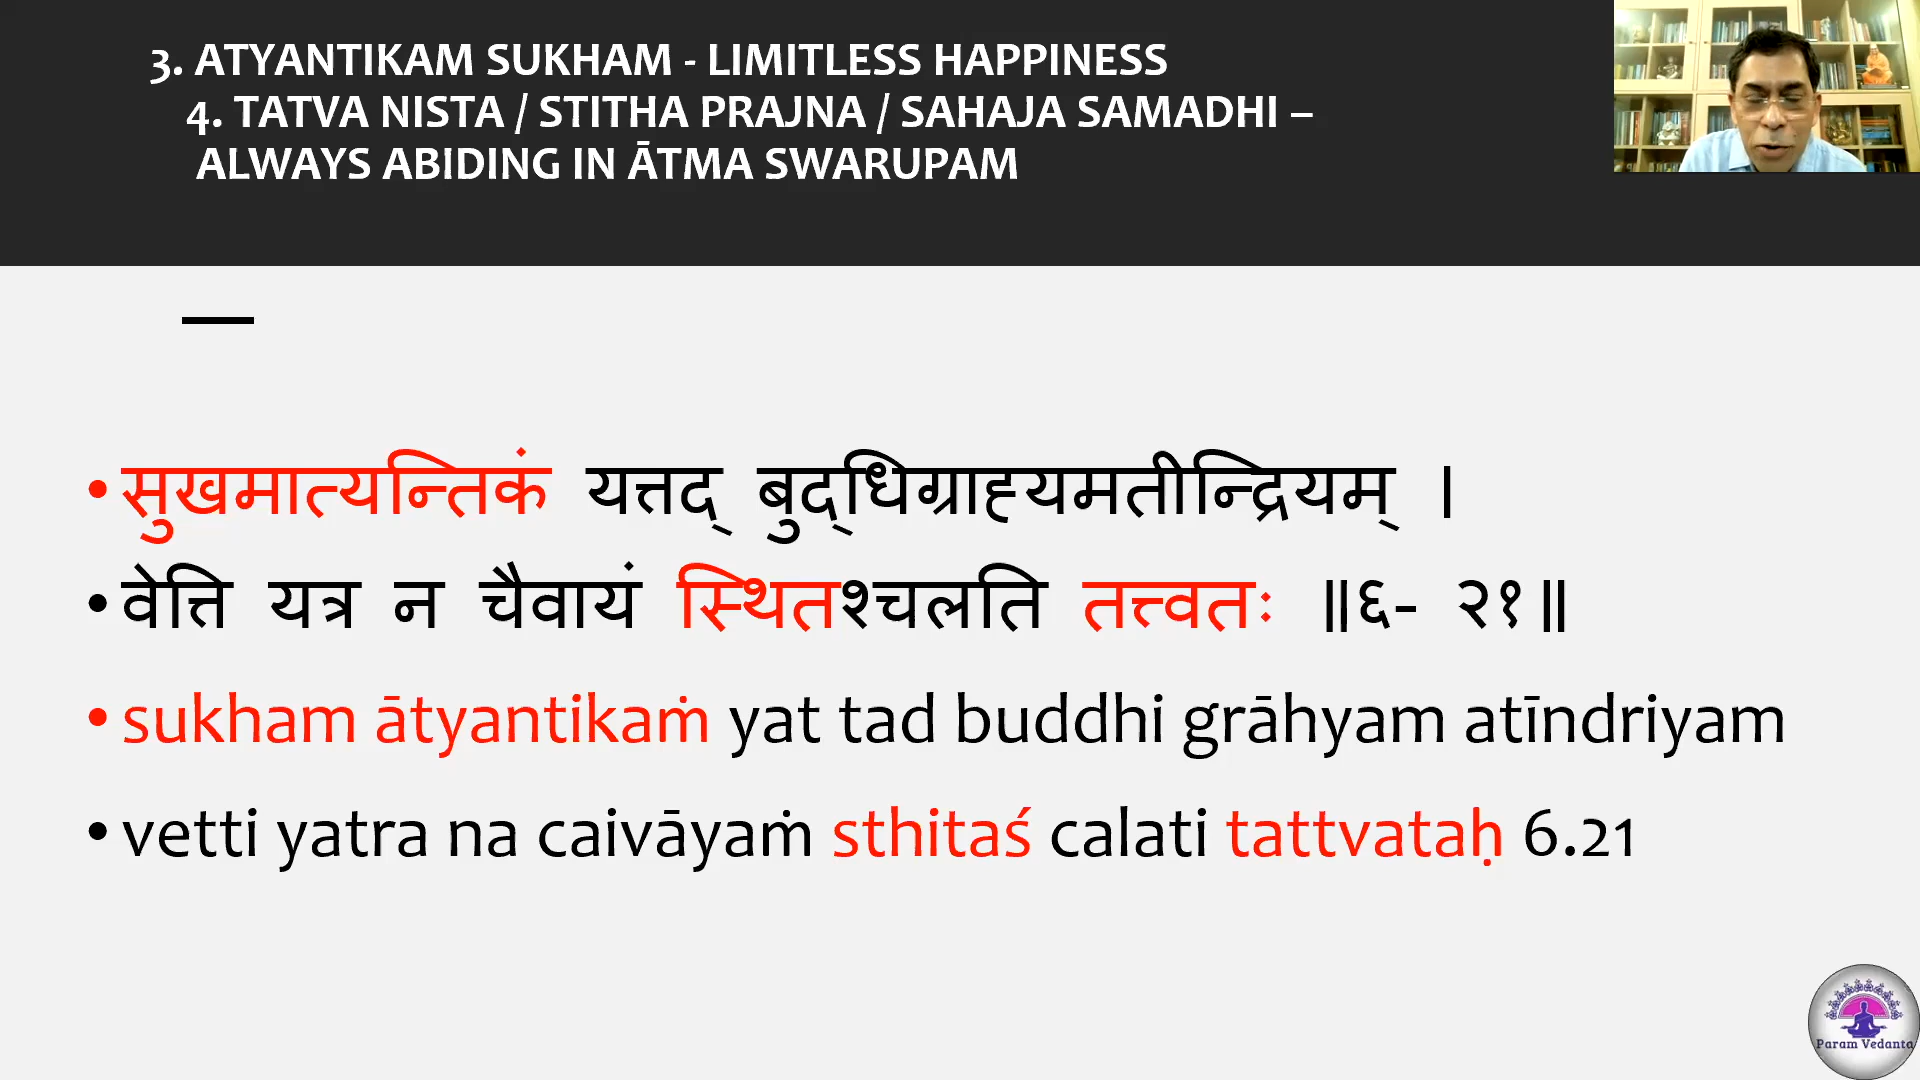 3. ATYANTIKAM SUKHAM - LIMITLESS HAPPINESS
4. TATVA NISTA / STITHA PRAJNA / SAHAJA SAMADHI –
ALWAYS ABIDING IN ĀTMA SWARUPAM
• सुखमात्यन्तिकं यत्तद् बुद्धिग्राह्यमतीन्द्रियम् ।
• वेत्ति यत्र न चैवायं स्थितश्चलति तत्त्वतः ॥६- २१॥
• sukham ātyantikaṁ yat tad buddhi grāhyam atīndriyam
• vetti yatra na caivāyaṁ sthitaś calati tattvataḥ 6.21
Param Vedanta